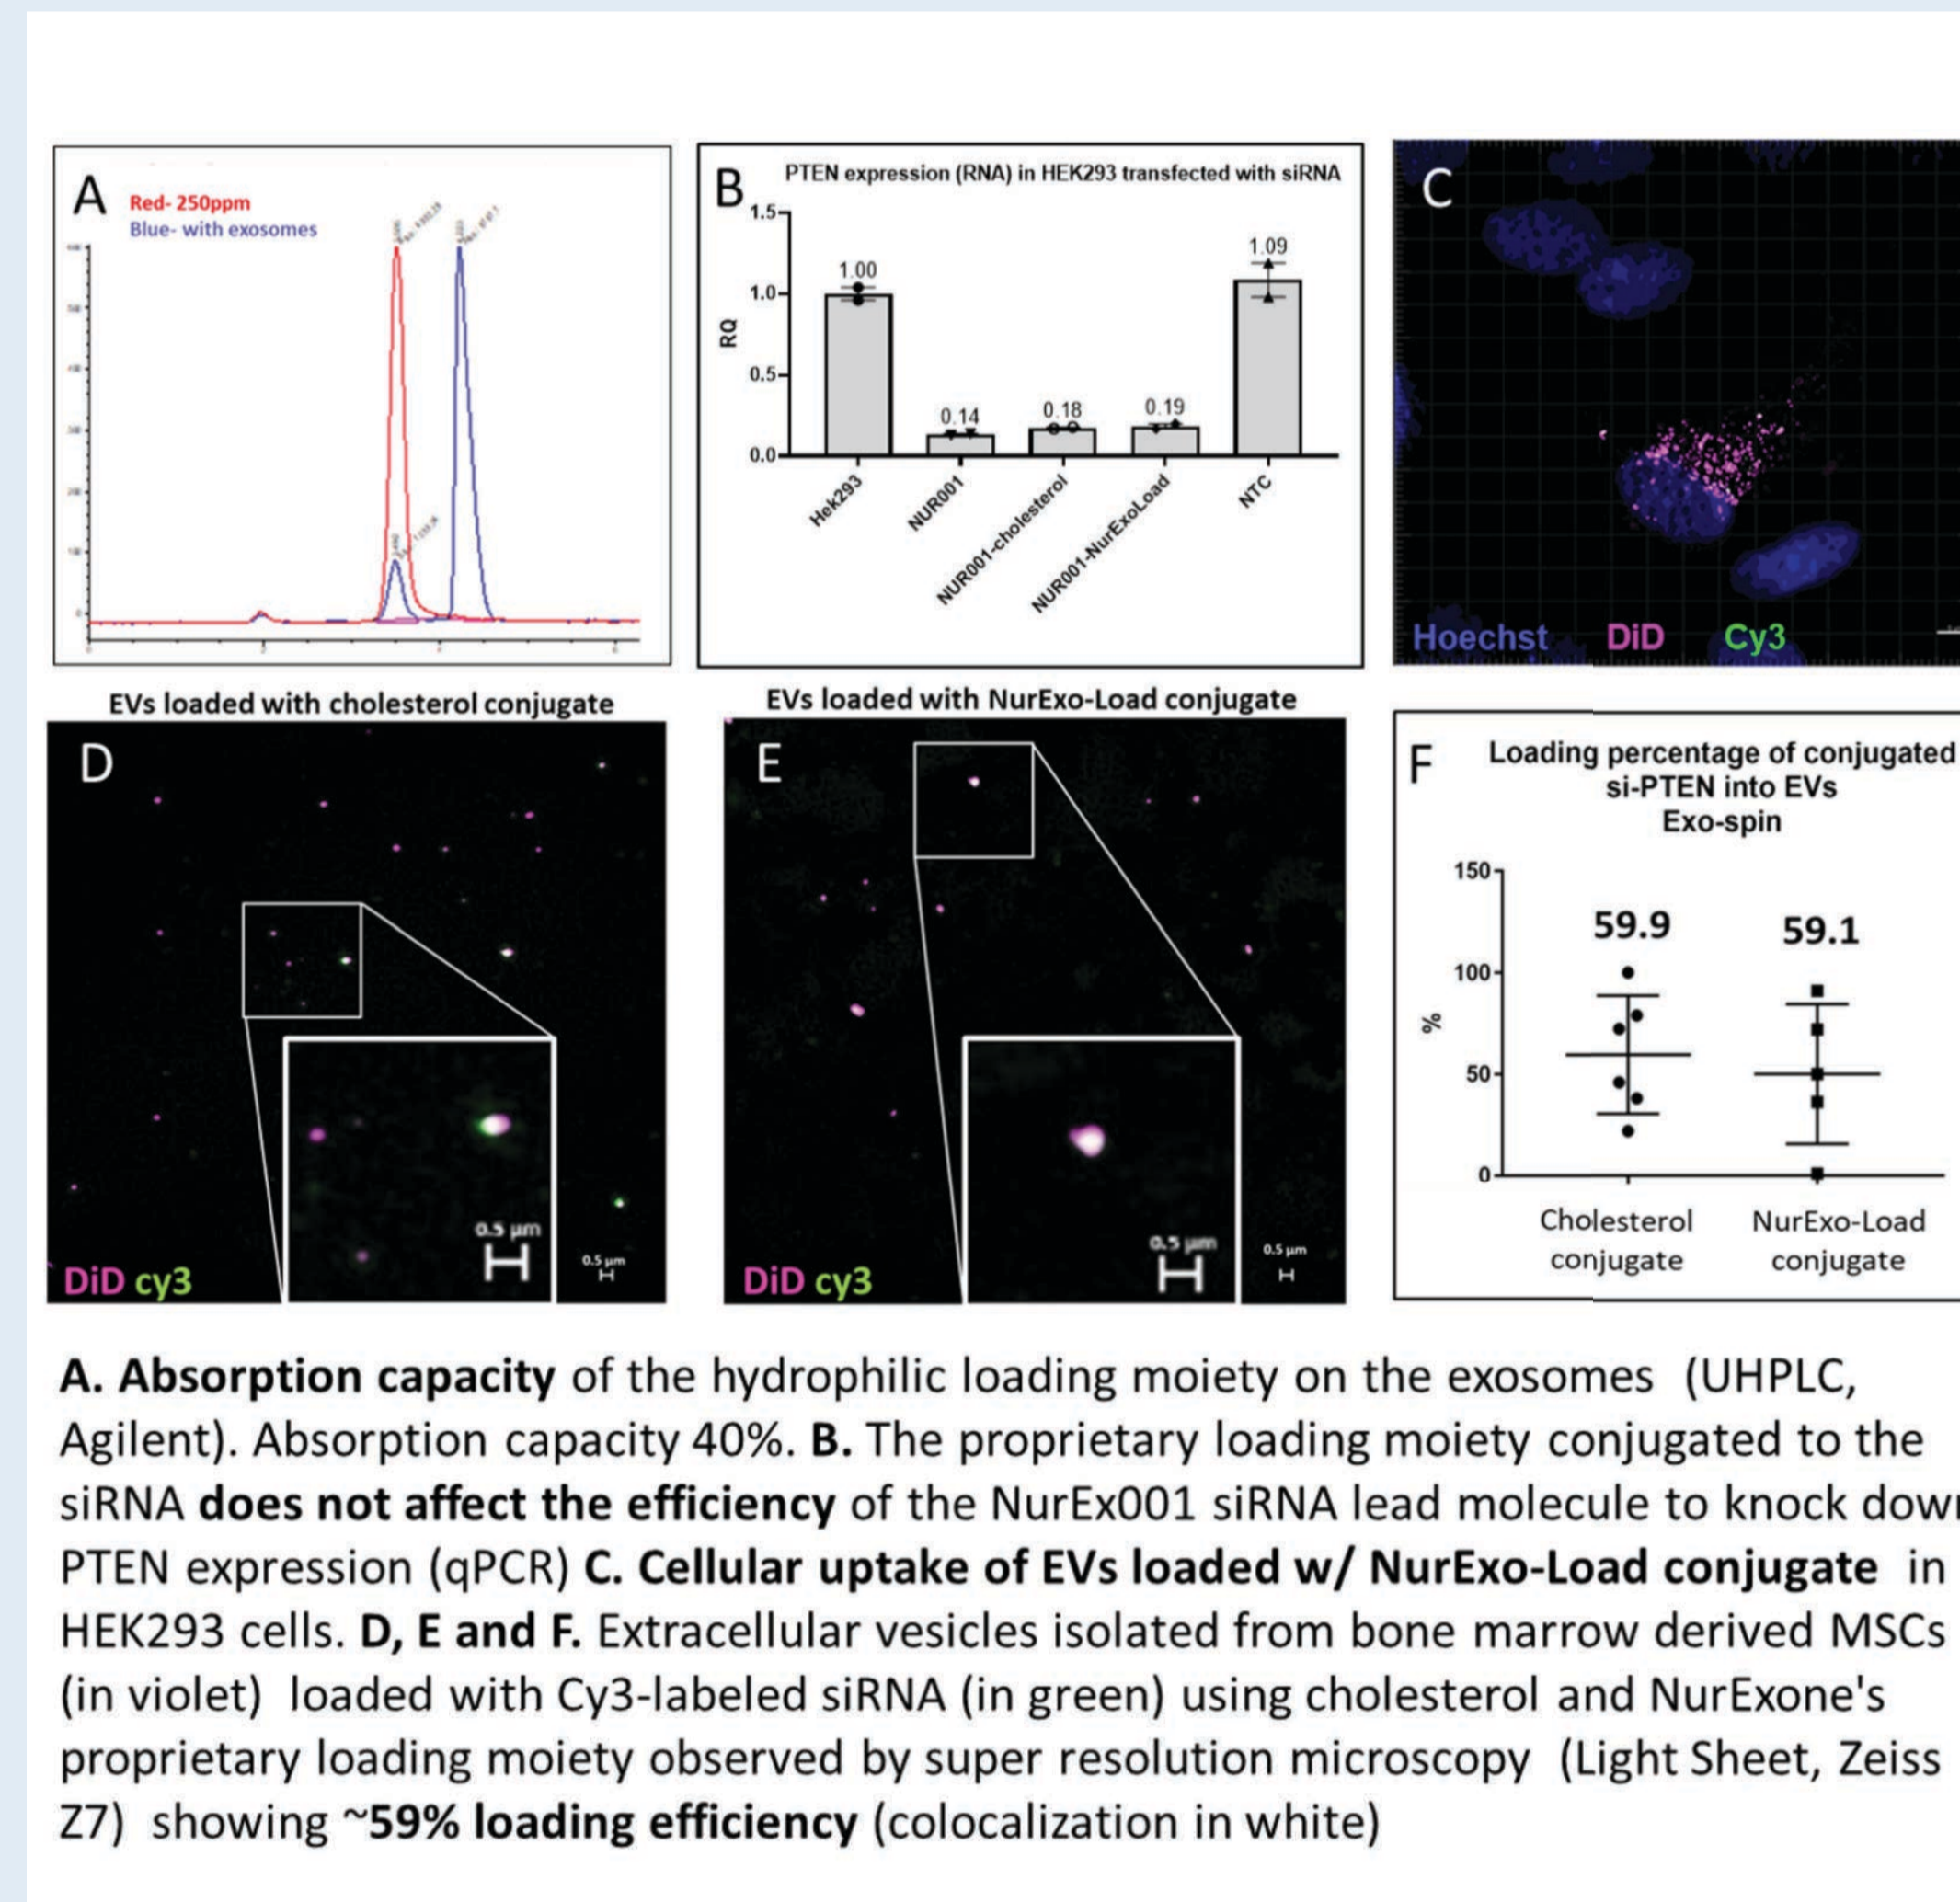 A
Red- 250ppm
Blue- with exosomes
B
PTEN expression (RNA) in HEK293 transfected with siRNA
1.5
1.0
0.5
0.0
RQ
1.00
0.14
0.18
0.19
1.09
Hek293
NUR001
NUR001-cholesterol
NUR001-NurExoLoad
NTC
C
Hoechst DiD Cy3
EVs loaded with cholesterol conjugate
D
0.5 µm
0.5 µm
DiD cy3
EVs loaded with NurExo-Load conjugate
E
0.5 µm
0.5 µm
DiD cy3
F
Loading percentage of conjugated
si-PTEN into EVs
Exo-spin
150
100
50
0
%
59.9
59.1
Cholesterol
conjugate
NurExo-Load
conjugate
A. Absorption capacity of the hydrophilic loading moiety on the exosomes (UHPLC,
Agilent). Absorption capacity 40%. B. The proprietary loading moiety conjugated to the
siRNA does not affect the efficiency of the NurEx001 siRNA lead molecule to knock dow
PTEN expression (qPCR) C. Cellular uptake of EVs loaded w/ NurExo-Load conjugate in
HEK293 cells. D, E and F. Extracellular vesicles isolated from bone marrow derived MSCs
(in violet) loaded with Cy3-labeled siRNA (in green) using cholesterol and NurExone's
proprietary loading moiety observed by super resolution microscopy (Light Sheet, Zeiss
Z7) showing ~59% loading efficiency (colocalization in white)